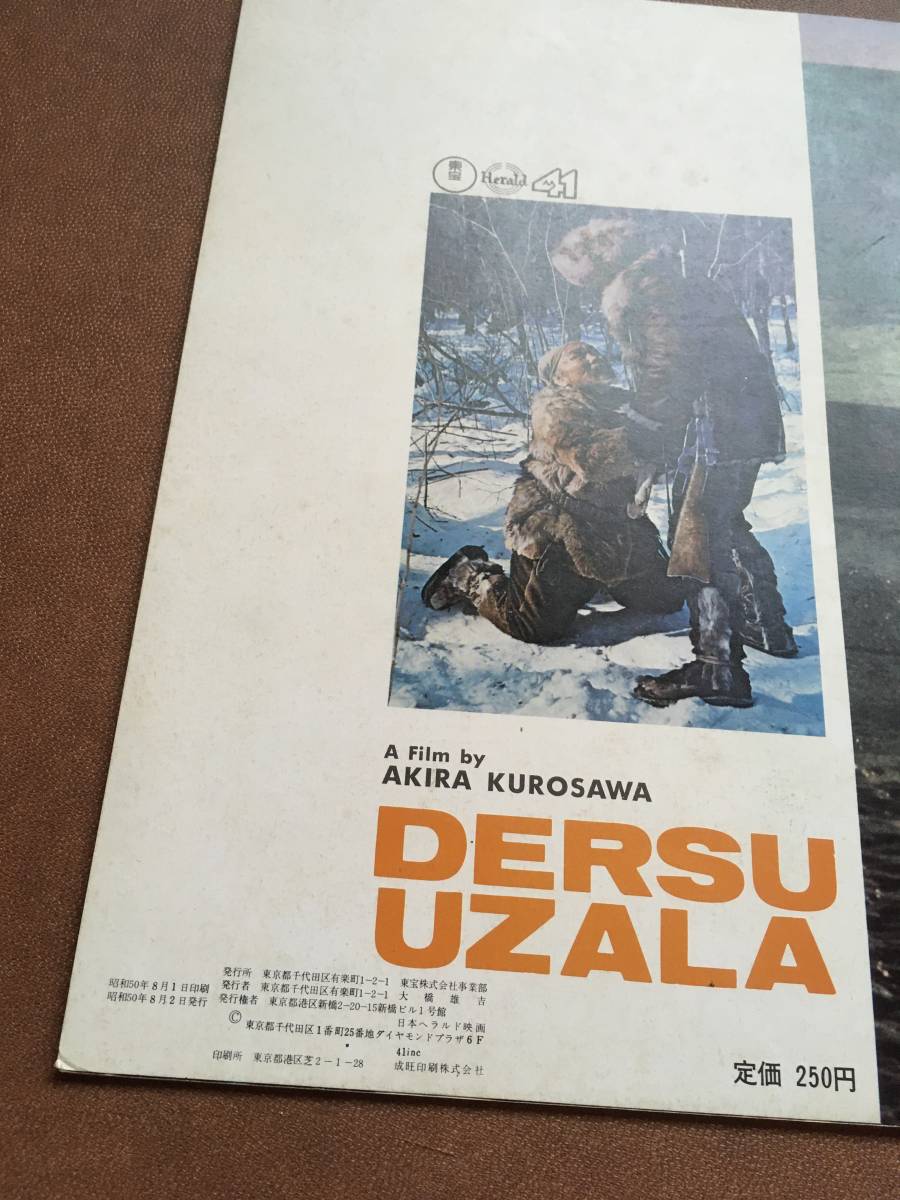 東宝 Herald 41
A Film by
AKIRA KUROSAWA
DERSU
UZALA
昭和50年8月1日印刷
昭和50年8月2日発行
発行所 東京都千代田区有楽町1-2-1 東宝株式会社事業部
発行者 東京都千代田区有楽町1-2-1 大橋雄吉
発行権者 東京都港区新橋2-20-15新橋ビル1号館
日本ヘラルド映画
© 東京都千代田区1番町25番地ダイヤモンドプラザ6F
41inc
印刷所 東京都港区芝2-1-28 成旺印刷株式会社
定価 250円